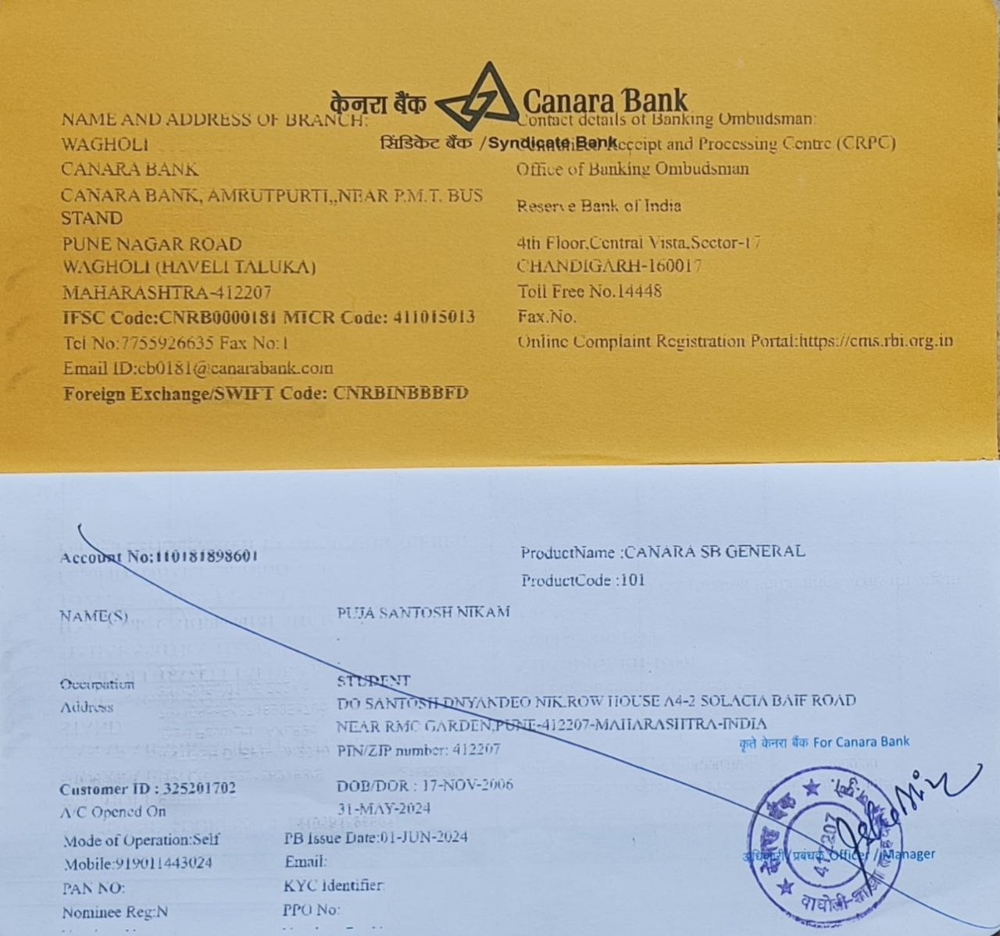 केनरा बैंक Canara Bank
सिंडिकेट बैंक / Syndicate Bank
NAME AND ADDRESS OF BRANCH:
WAGHOLI
CANARA BANK
CANARA BANK, AMRUTPURTI,,NEAR P.M.T. BUS
STAND
PUNE NAGAR ROAD
WAGHOLI (HAVELI TALUKA)
MAHARASHTRA-412207
IFSC Code:CNRB0000181 MICR Code: 411015013
Tel No:7755926635 Fax No:1
Email ID:cb0181@canarabank.com
Foreign Exchange/SWIFT Code: CNRBINBBBFD
Contact details of Banking Ombudsman:
Receipt and Processing Centre (CRPC)
Office of Banking Ombudsman
Reserve Bank of India
4th Floor,Central Vista,Sector-17
CHANDIGARH-160017
Toll Free No.14448
Fax.No.
Online Complaint Registration Portal:https://cms.rbi.org.in
Account No:110181898601
ProductName :CANARA SB GENERAL
ProductCode :101
NAME(S) PUJA SANTOSH NIKAM
Occupation STUDENT
Address DO SANTOSH DNYANDEO NIK,ROW HOUSE A4-2 SOLACIA BAIF ROAD
NEAR RMC GARDEN,PUNE-412207-MAHARASHTRA-INDIA
PIN/ZIP number: 412207
कृते केनरा बैंक For Canara Bank
Customer ID : 325201702 DOB/DOR : 17-NOV-2006
A/C Opened On 31-MAY-2024
Mode of Operation:Self PB Issue Date:01-JUN-2024
Mobile:919011443024 Email:
PAN NO: KYC Identifier
Nominee Reg:N PPO No:
अधिकारी/प्रबंधक Officer / Manager
केनरा बैंक
412207
वाघोली-शाखा